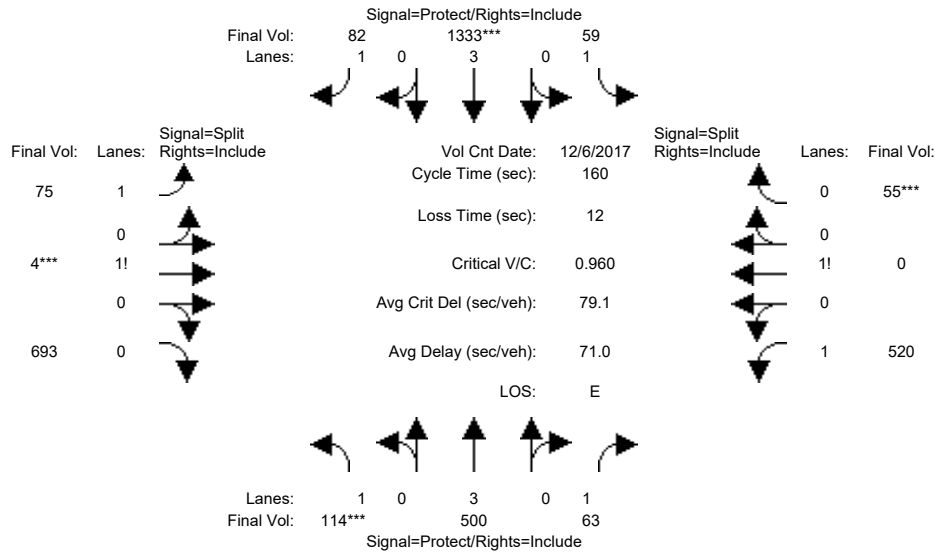 Signal=Protect/Rights=Include
Final Vol: 82 1333*** 59
Lanes: 1 0 3 0 1
Signal=Split
Final Vol: Lanes: Rights=Include
Vol Cnt Date: 12/6/2017
Signal=Split
Rights=Include Lanes: Final Vol:
Cycle Time (sec): 160
75 1
0 55***
Loss Time (sec): 12
0
0
4*** 1!
Critical V/C: 0.960
1! 0
0
Avg Crit Del (sec/veh): 79.1
0
693 0
Avg Delay (sec/veh): 71.0
1 520
LOS: E
Lanes: 1 0 3 0 1
Final Vol: 114*** 500 63
Signal=Protect/Rights=Include